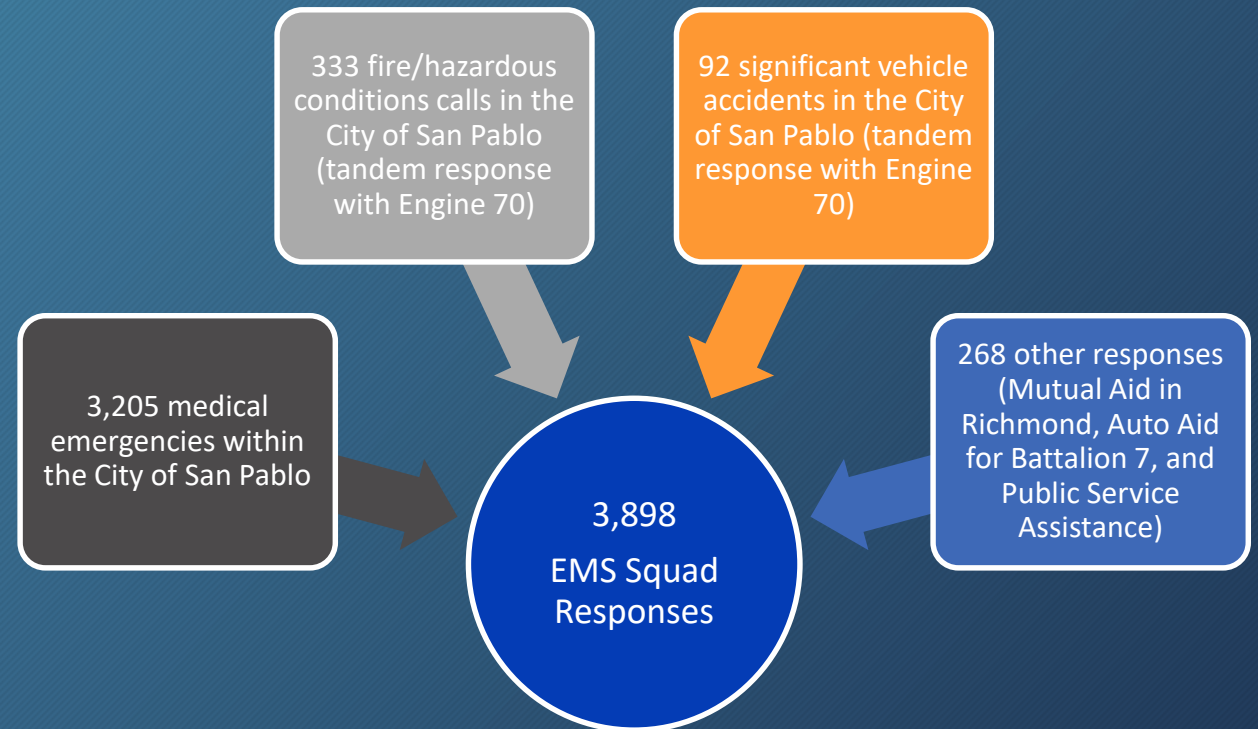 333 fire/hazardous
conditions calls in the
City of San Pablo
(tandem response
with Engine 70)
92 significant vehicle
accidents in the City
of San Pablo (tandem
response with Engine
70)
3,205 medical
emergencies within
the City of San Pablo
268 other responses
(Mutual Aid in
Richmond, Auto Aid
for Battalion 7, and
Public Service
Assistance)
3,898
EMS Squad
Responses